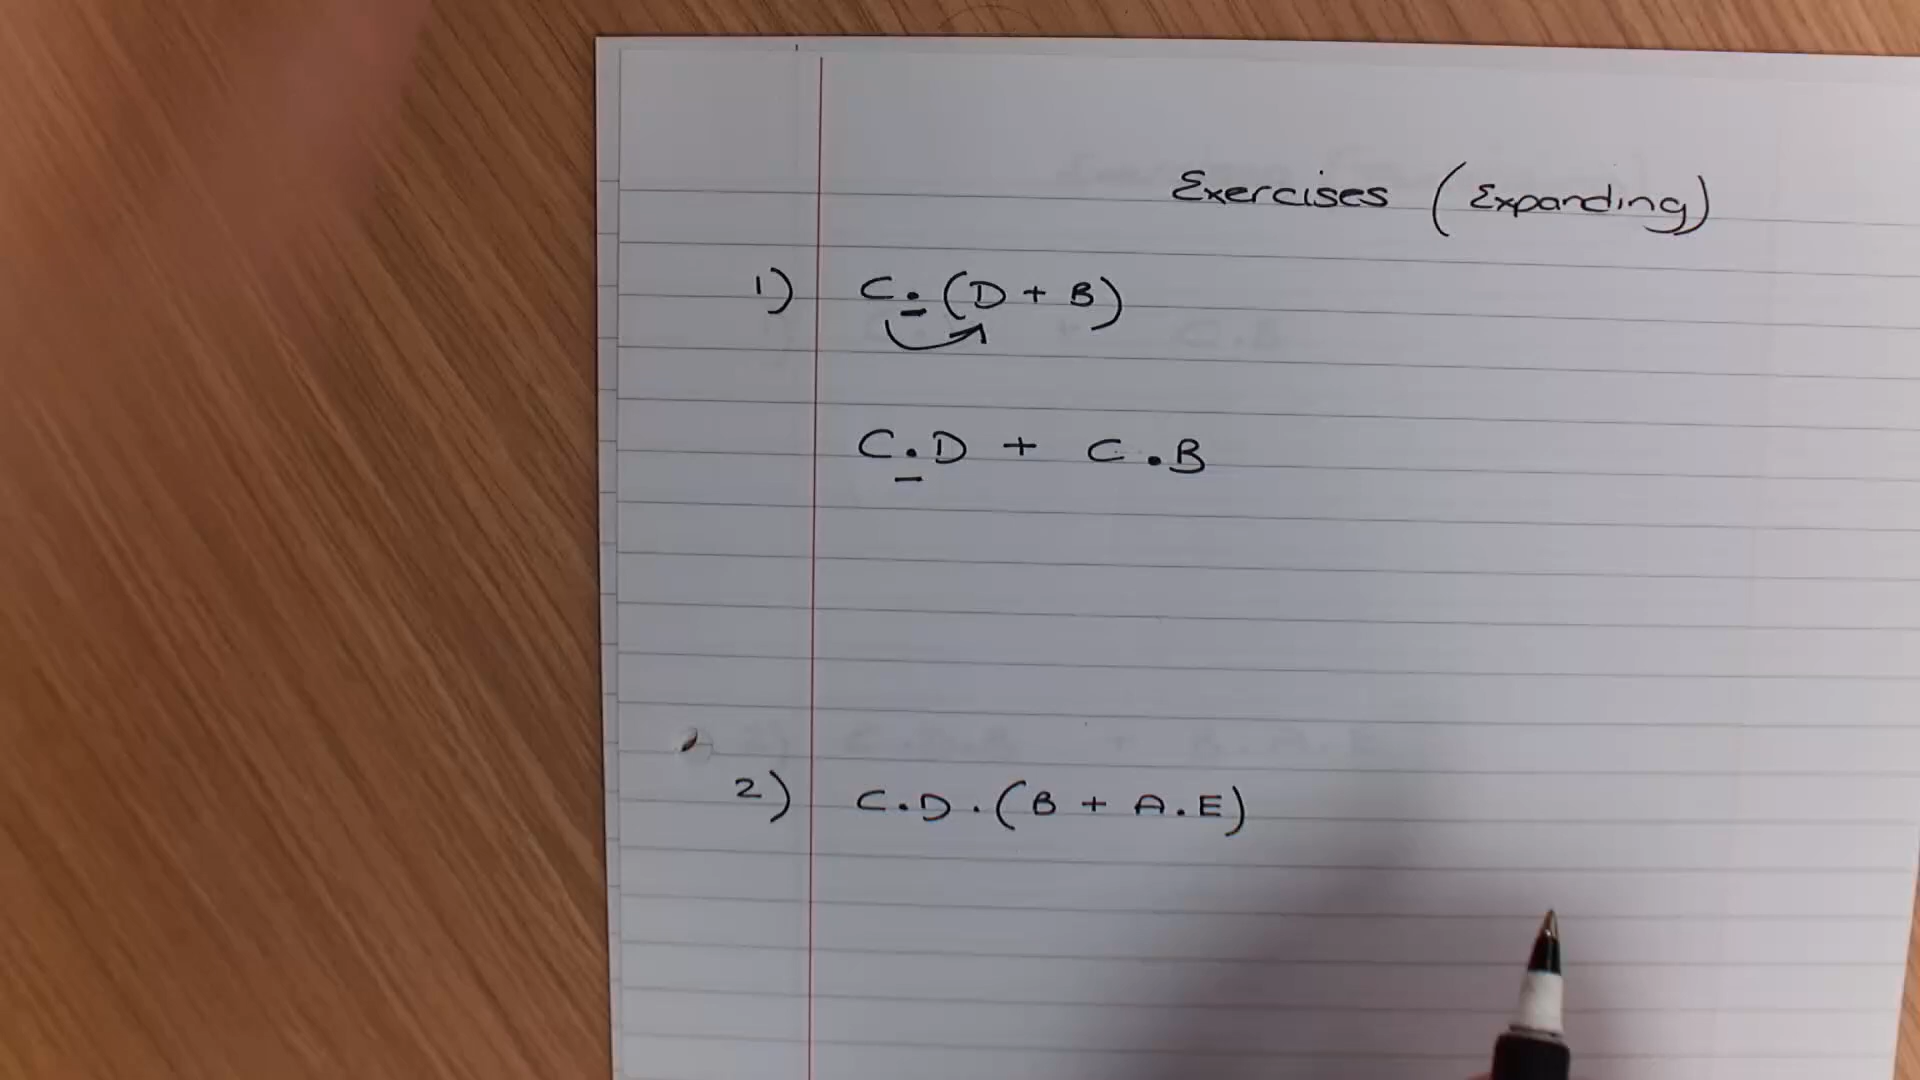 Exercises (Expanding)
1) C.(D + B)
C.D + C.B
2) C.D.(B + A.E)